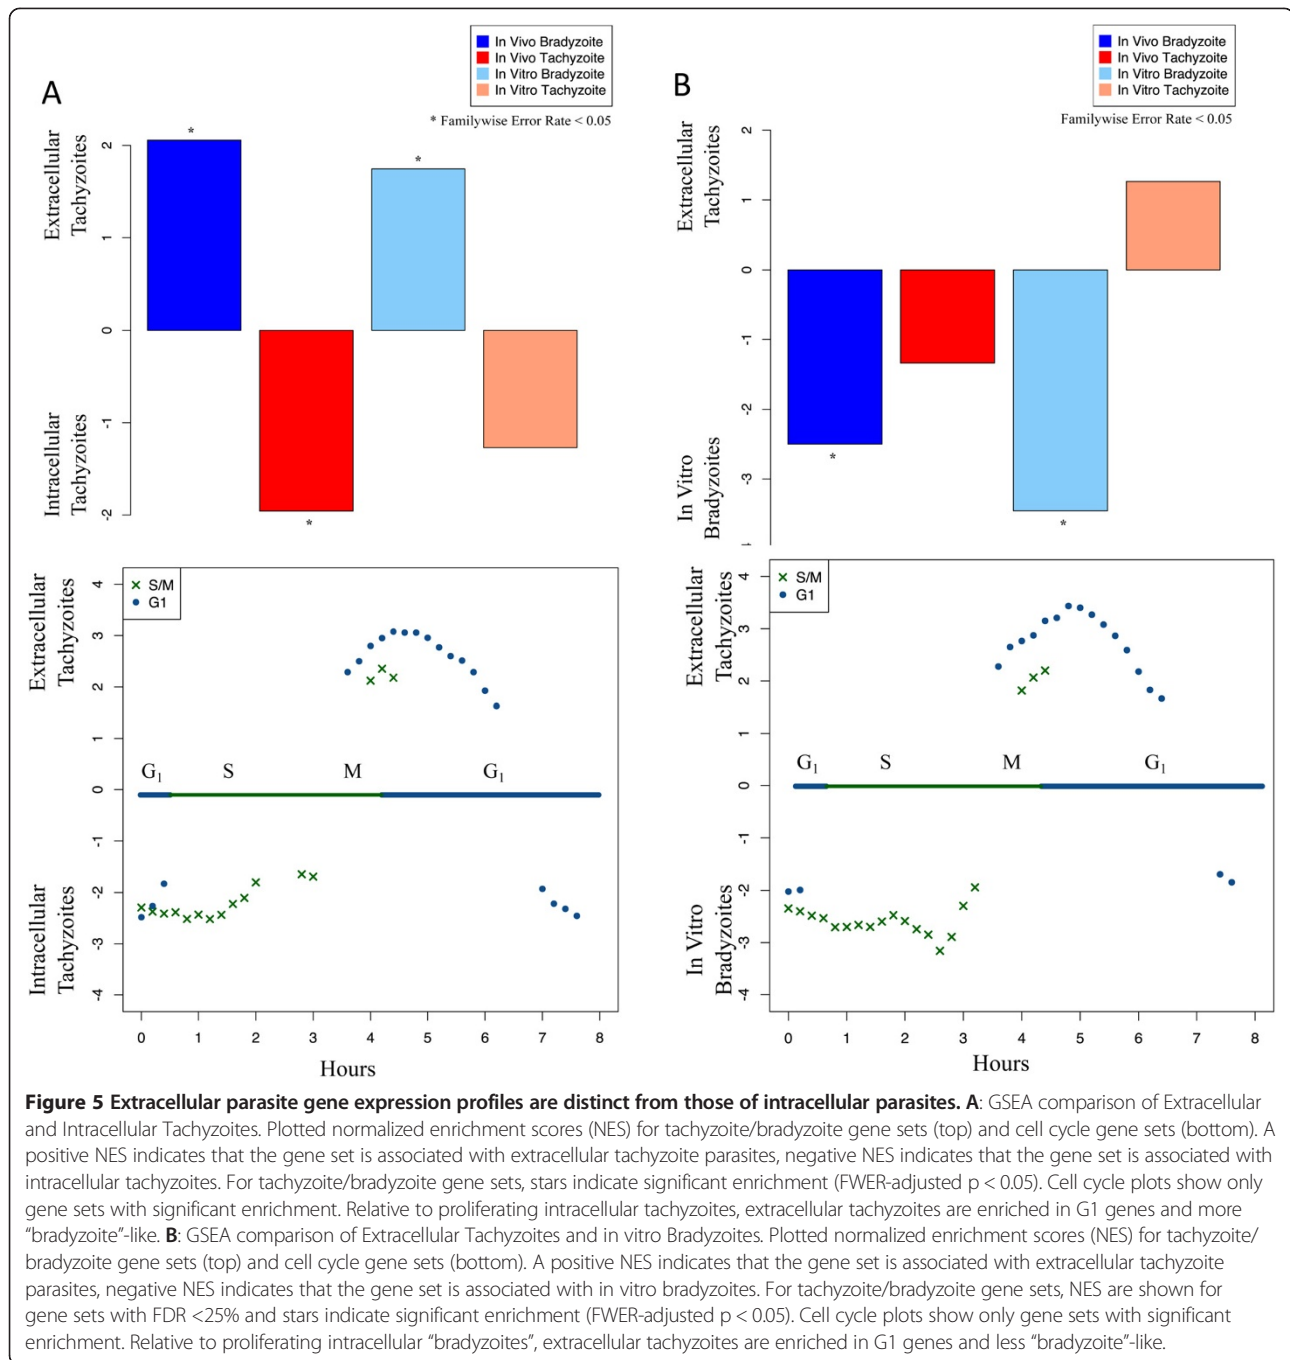 A
In Vivo Bradyzoite
In Vivo Tachyzoite
In Vitro Bradyzoite
In Vitro Tachyzoite
* Familywise Error Rate < 0.05
Extracellular
Tachyzoites
Intracellular
Tachyzoites
2
1
0
-1
-2
*
*
*
B
In Vivo Bradyzoite
In Vivo Tachyzoite
In Vitro Bradyzoite
In Vitro Tachyzoite
Familywise Error Rate < 0.05
Extracellular
Tachyzoites
In Vitro
Bradyzoites
2
1
0
-1
-2
-3
*
*
S/M
G1
Extracellular
Tachyzoites
Intracellular
Tachyzoites
4
3
2
1
0
-1
-2
-3
-4
G1 S M G1
0 1 2 3 4 5 6 7 8
Hours
S/M
G1
Extracellular
Tachyzoites
In Vitro
Bradyzoites
4
3
2
1
0
-1
-2
-3
-4
G1 S M G1
0 1 2 3 4 5 6 7 8
Hours
Figure 5 Extracellular parasite gene expression profiles are distinct from those of intracellular parasites. A: GSEA comparison of Extracellular
and Intracellular Tachyzoites. Plotted normalized enrichment scores (NES) for tachyzoite/bradyzoite gene sets (top) and cell cycle gene sets (bottom). A
positive NES indicates that the gene set is associated with extracellular tachyzoite parasites, negative NES indicates that the gene set is associated with
intracellular tachyzoites. For tachyzoite/bradyzoite gene sets, stars indicate significant enrichment (FWER-adjusted p < 0.05). Cell cycle plots show only
gene sets with significant enrichment. Relative to proliferating intracellular tachyzoites, extracellular tachyzoites are enriched in G1 genes and more
"bradyzoite"-like. B: GSEA comparison of Extracellular Tachyzoites and in vitro Bradyzoites. Plotted normalized enrichment scores (NES) for tachyzoite/
bradyzoite gene sets (top) and cell cycle gene sets (bottom). A positive NES indicates that the gene set is associated with extracellular tachyzoite
parasites, negative NES indicates that the gene set is associated with in vitro bradyzoites. For tachyzoite/bradyzoite gene sets, NES are shown for
gene sets with FDR <25% and stars indicate significant enrichment (FWER-adjusted p < 0.05). Cell cycle plots show only gene sets with significant
enrichment. Relative to proliferating intracellular "bradyzoites", extracellular tachyzoites are enriched in G1 genes and less "bradyzoite"-like.